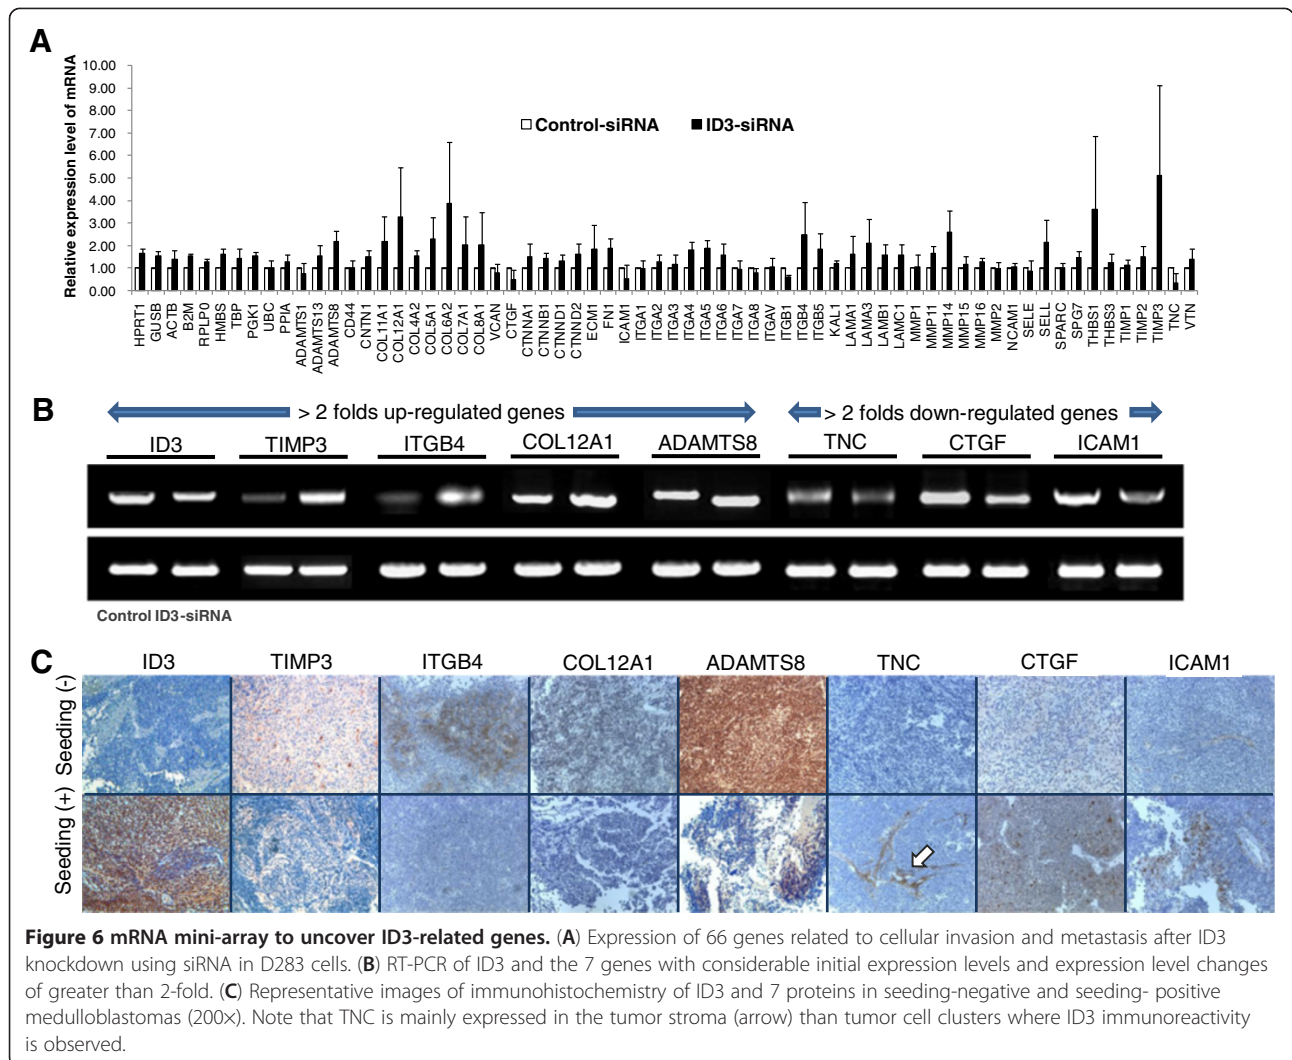 A
Relative expression level of mRNA
10.00
9.00
8.00
7.00
6.00
5.00
4.00
3.00
2.00
1.00
0.00
Control-siRNA ID3-siRNA
HPRT1 GUSB ACTB B2M RPLP0 HMBS TBP PGK1 UBC PPIA ADAMTS1 ADAMTS13 ADAMTS8 CD44 CNTN1 COL11A1 COL12A1 COL4A2 COL5A1 COL6A2 COL7A1 COL8A1 VCAN CTGF CTNNA1 CTNNB1 CTNND1 CTNND2 ECM1 FN1 ICAM1 ITGA1 ITGA2 ITGA3 ITGA4 ITGA5 ITGA6 ITGA7 ITGA8 ITGAV ITGB1 ITGB4 ITGB5 KAL1 LAMA1 LAMA3 LAMB1 LAMC1 MMP1 MMP11 MMP14 MMP15 MMP16 MMP2 NCAM1 SELE SELL SPARC SPG7 THBS1 THBS3 TIMP1 TIMP2 TIMP3 TNC VTN
B
> 2 folds up-regulated genes > 2 folds down-regulated genes
ID3 TIMP3 ITGB4 COL12A1 ADAMTS8 TNC CTGF ICAM1
Control ID3-siRNA
C
ID3 TIMP3 ITGB4 COL12A1 ADAMTS8 TNC CTGF ICAM1
Seeding (-)
Seeding (+)
Figure 6 mRNA mini-array to uncover ID3-related genes. (A) Expression of 66 genes related to cellular invasion and metastasis after ID3
knockdown using siRNA in D283 cells. (B) RT-PCR of ID3 and the 7 genes with considerable initial expression levels and expression level changes
of greater than 2-fold. (C) Representative images of immunohistochemistry of ID3 and 7 proteins in seeding-negative and seeding- positive
medulloblastomas (200×). Note that TNC is mainly expressed in the tumor stroma (arrow) than tumor cell clusters where ID3 immunoreactivity
is observed.